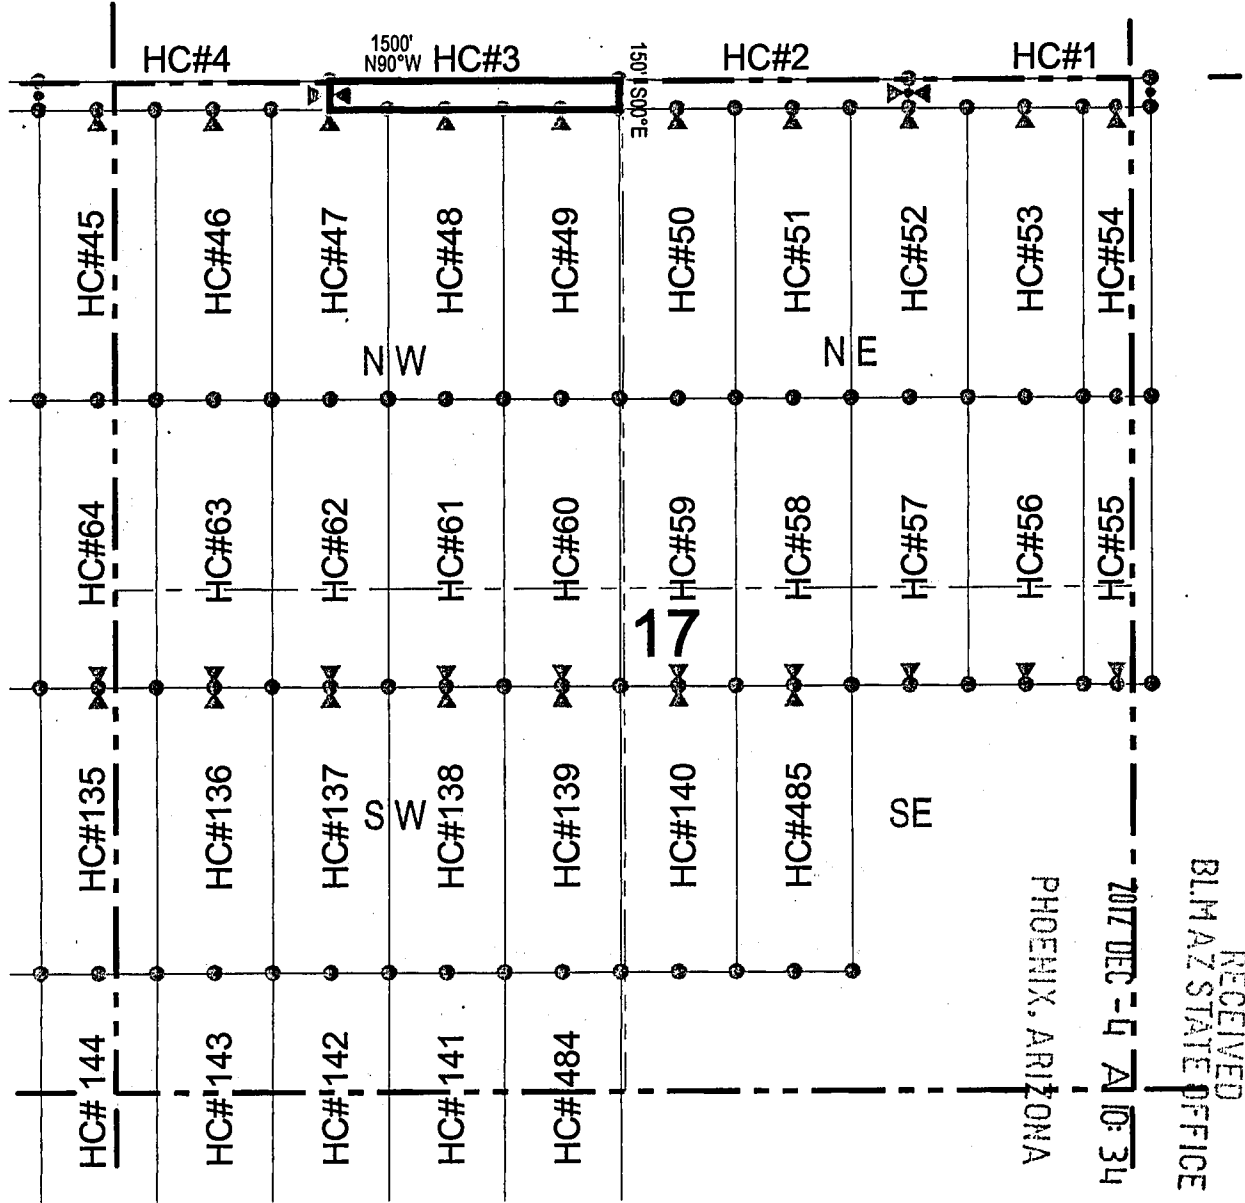 HC#4
1500'
N90°W
HC#3
150' S00°E
HC#2
HC#1
HC#45
HC#46
HC#47
HC#48
HC#49
HC#50
HC#51
HC#52
HC#53
HC#54
NW
NE
HC#64
HC#63
HC#62
HC#61
HC#60
HC#59
HC#58
HC#57
HC#56
HC#55
17
HC#135
HC#136
HC#137
HC#138
HC#139
HC#140
HC#485
SW
SE
HC#144
HC#143
HC#142
HC#141
HC#484
RECEIVED
BLM AZ STATE OFFICE
2017 DEC -4 A 10:34
PHOENIX, ARIZONA